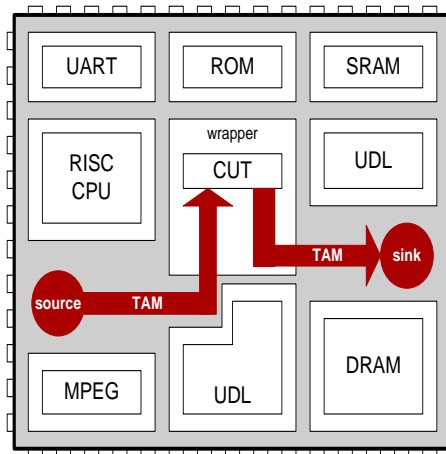 UART
ROM
SRAM
wrapper
CUT
RISC
CPU
UDL
TAM
sink
source
TAM
MPEG
UDL
DRAM